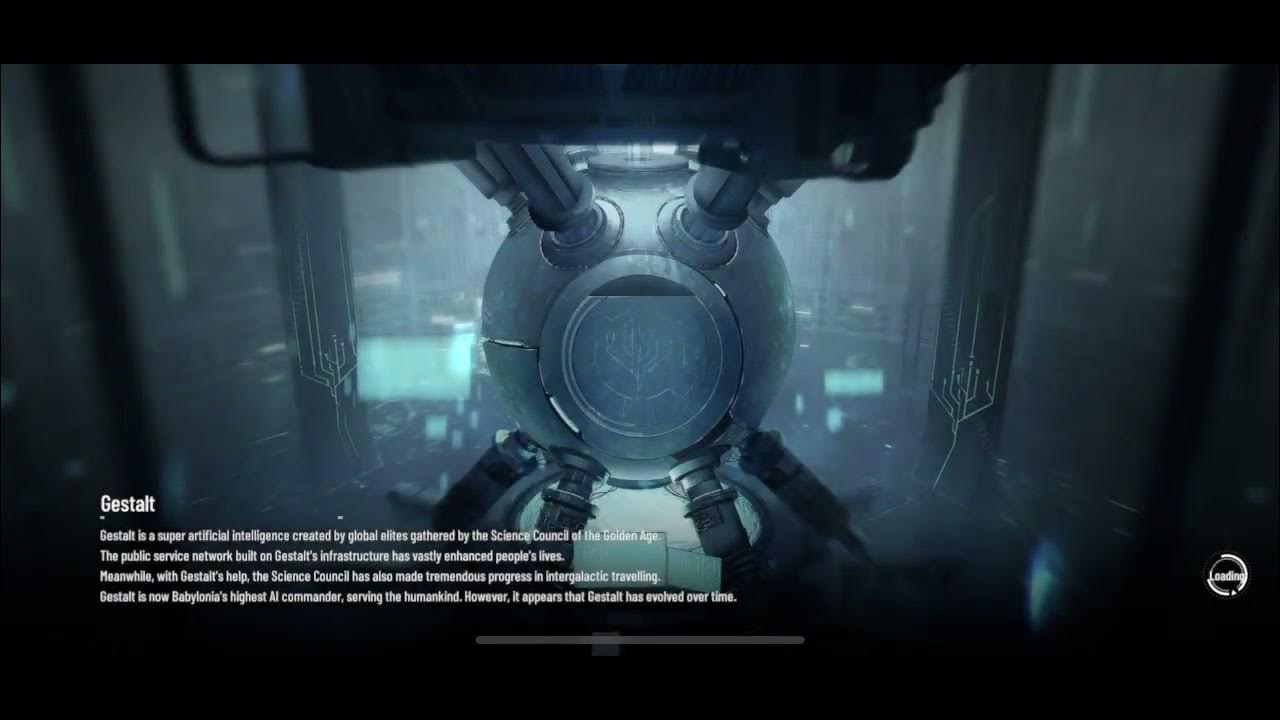 Gestalt
Gestalt is a super artificial intelligence created by global elites gathered by the Science Council of the Golden Age.
The public service network built on Gestalt's infrastructure has vastly enhanced people's lives.
Meanwhile, with Gestalt's help, the Science Council has also made tremendous progress in intergalactic travelling.
Gestalt is now Babylonia's highest AI commander, serving the humankind. However, it appears that Gestalt has evolved over time.
Loading